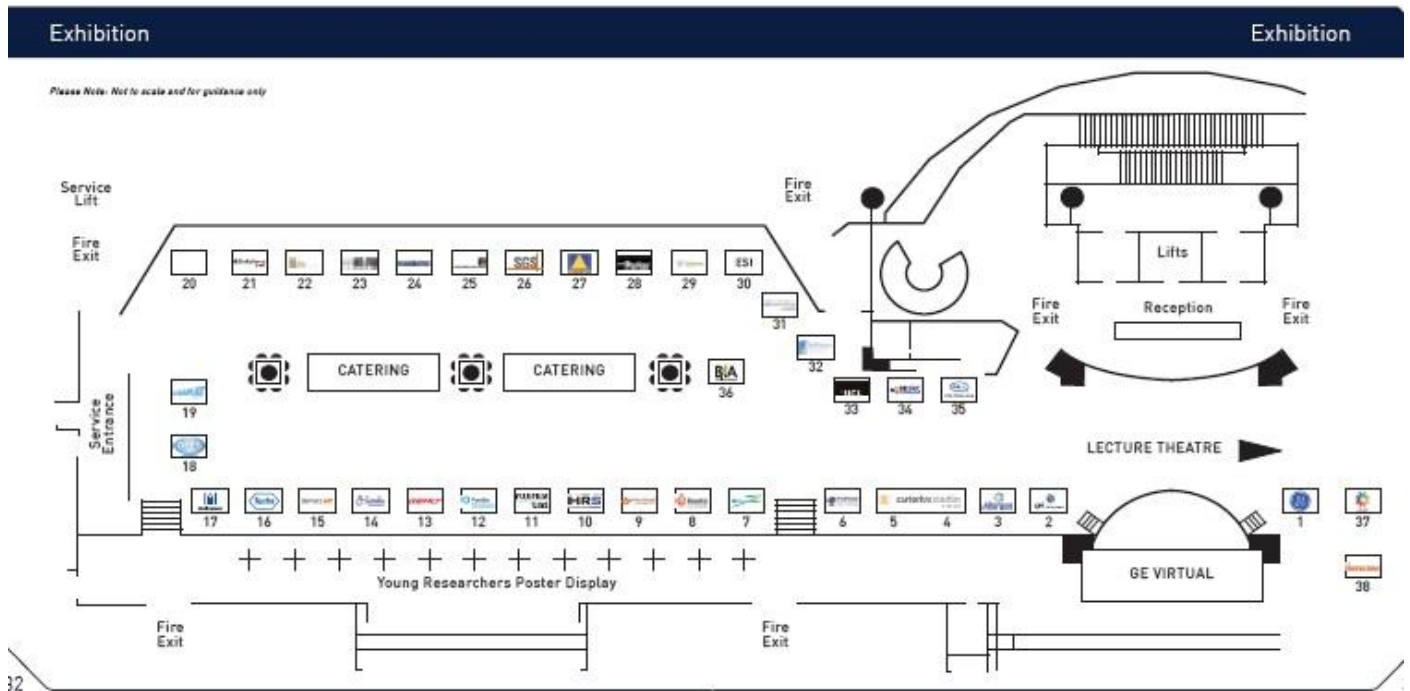 Exhibition
Exhibition
Please Note: Not to scale and for guidance only
Service
Lift
Fire
Exit
Fire
Exit
Lifts
Fire
Exit
Reception
Fire
Exit
SGS
ESI
20
21
22
23
24
25
26
27
28
29
30
31
32
CATERING
CATERING
36
33
34
35
19
Service
Entrance
18
LECTURE THEATRE
HRS
17
16
15
14
13
12
11
10
9
8
7
6
5
4
3
2
1
37
Young Researchers Poster Display
GE VIRTUAL
38
Fire
Exit
Fire
Exit
32